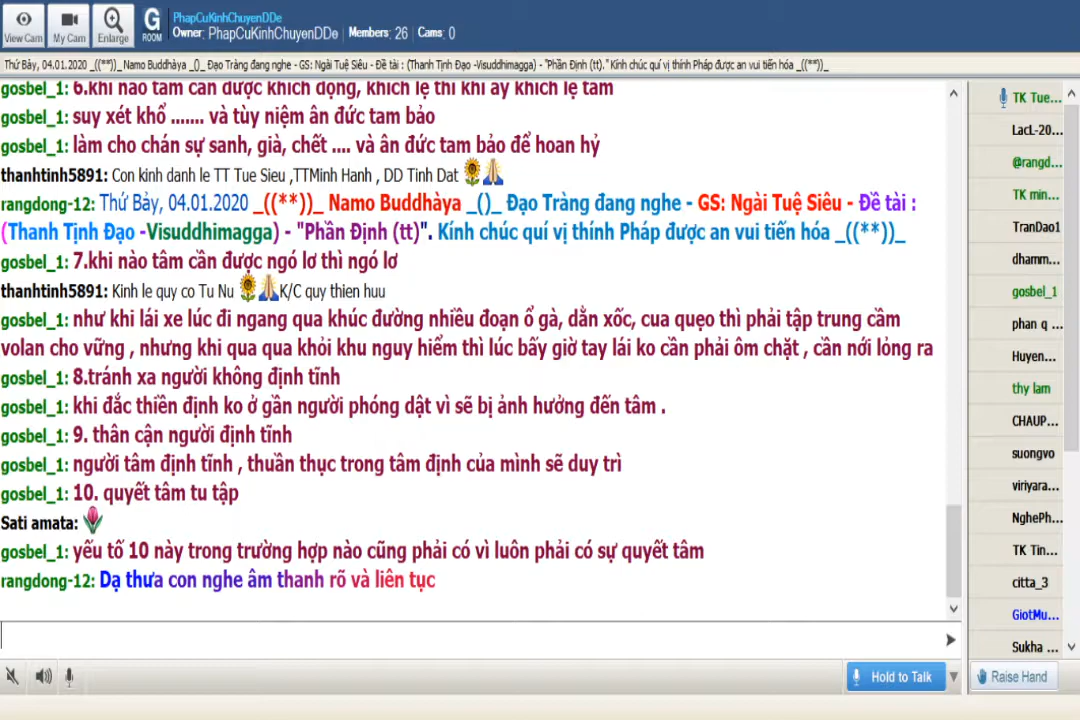 PhapCuKinhChuyenDDe
Owner: PhapCuKinhChuyenDDe Members: 26 Cams: 0
View Cam My Cam Enlarge G ROOM
Thứ Bảy, 04.01.2020 _((**))_ Namo Buddhàya _()_ Đạo Tràng đang nghe - GS: Ngài Tuệ Siêu - Đề tài : (Thanh Tịnh Đạo -Visuddhimagga) - "Phần Định (tt)." Kính chúc quí vị thính Pháp được an vui tiến hóa _((**))_
gosbel_1: 6.khi nào tâm cần được khích động, khích lệ thì khi ấy khích lệ tâm
gosbel_1: suy xét khổ ....... và tùy niệm ân đức tam bảo
gosbel_1: làm cho chán sự sanh, già, chết .... và ân đức tam bảo để hoan hỷ
thanhtinh5891: Con kinh danh le TT Tue Sieu ,TTMinh Hanh , DD Tinh Dat 🌻🙏
rangdong-12: Thứ Bảy, 04.01.2020 _((**))_ Namo Buddhàya _()_ Đạo Tràng đang nghe - GS: Ngài Tuệ Siêu - Đề tài :
(Thanh Tịnh Đạo -Visuddhimagga) - "Phần Định (tt)". Kính chúc quí vị thính Pháp được an vui tiến hóa _((**))_
gosbel_1: 7.khi nào tâm cần được ngó lơ thì ngó lơ
thanhtinh5891: Kinh le quy co Tu Nu 🌻🙏K/C quy thien huu
gosbel_1: như khi lái xe lúc đi ngang qua khúc đường nhiều đoạn ổ gà, dằn xốc, cua quẹo thì phải tập trung cầm
volan cho vững , nhưng khi qua qua khỏi khu nguy hiểm thì lúc bấy giờ tay lái ko cần phải ôm chặt , cần nới lỏng ra
gosbel_1: 8.tránh xa người không định tĩnh
gosbel_1: khi đắc thiền định ko ở gần người phóng dật vì sẽ bị ảnh hưởng đến tâm .
gosbel_1: 9. thân cận người định tĩnh
gosbel_1: người tâm định tĩnh , thuần thục trong tâm định của mình sẽ duy trì
gosbel_1: 10. quyết tâm tu tập
Sati amata: 🌷
gosbel_1: yếu tố 10 này trong trường hợp nào cũng phải có vì luôn phải có sự quyết tâm
rangdong-12: Dạ thưa con nghe âm thanh rõ và liên tục
TK Tue...
LacL-20...
@rangd...
TK min...
TranDao1
dhamm...
gosbel_1
phan q ...
Huyen...
thy lam
CHAUP...
suongvo
viriyara...
NghePh...
TK Tin...
citta_3
GiotMu...
Sukha ...
Hold to Talk
Raise Hand